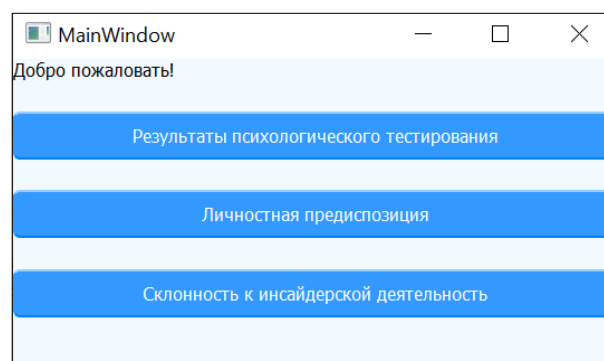 MainWindow
Добро пожаловать!
Результаты психологического тестирования
Личностная предиспозиция
Склонность к инсайдерской деятельность